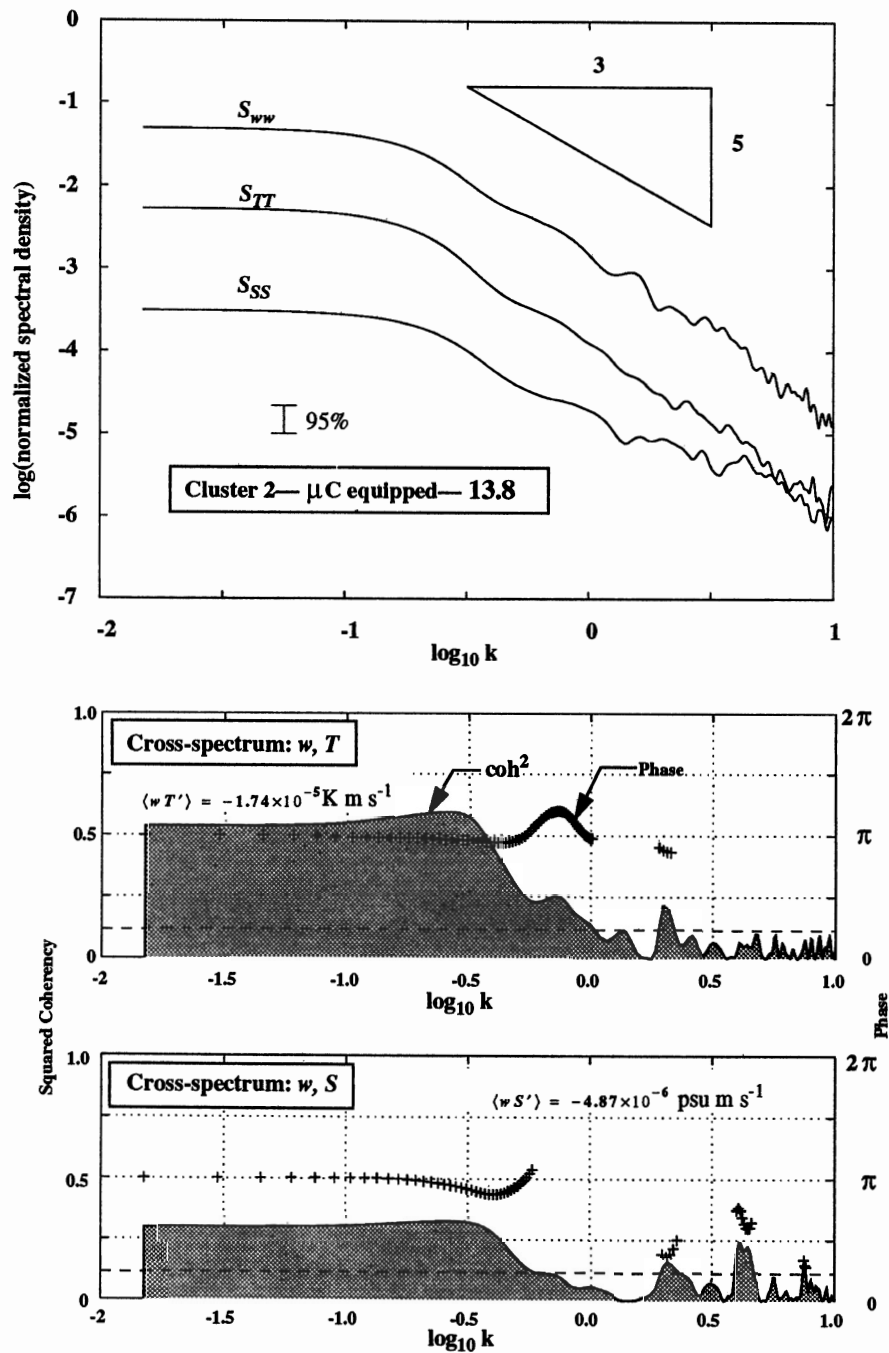 0
-1
-2
-3
-4
-5
-6
-7
log(normalized spectral density)
3
5
S_ww
S_TT
S_SS
95%
Cluster 2— μC equipped— 13.8
-2
-1
0
1
log10 k
1.0
0.5
0
Cross-spectrum: w, T
⟨w T′⟩ = −1.74×10^-5 K m s^-1
coh^2
Phase
2π
π
0
-2
-1.5
-1.0
-0.5
0.0
0.5
1.0
log10 k
Squared Coherency
Phase
1.0
0.5
0
Cross-spectrum: w, S
⟨w S′⟩ = −4.87×10^-6 psu m s^-1
2π
π
0
-2
-1.5
-1.0
-0.5
0.0
0.5
1.0
log10 k